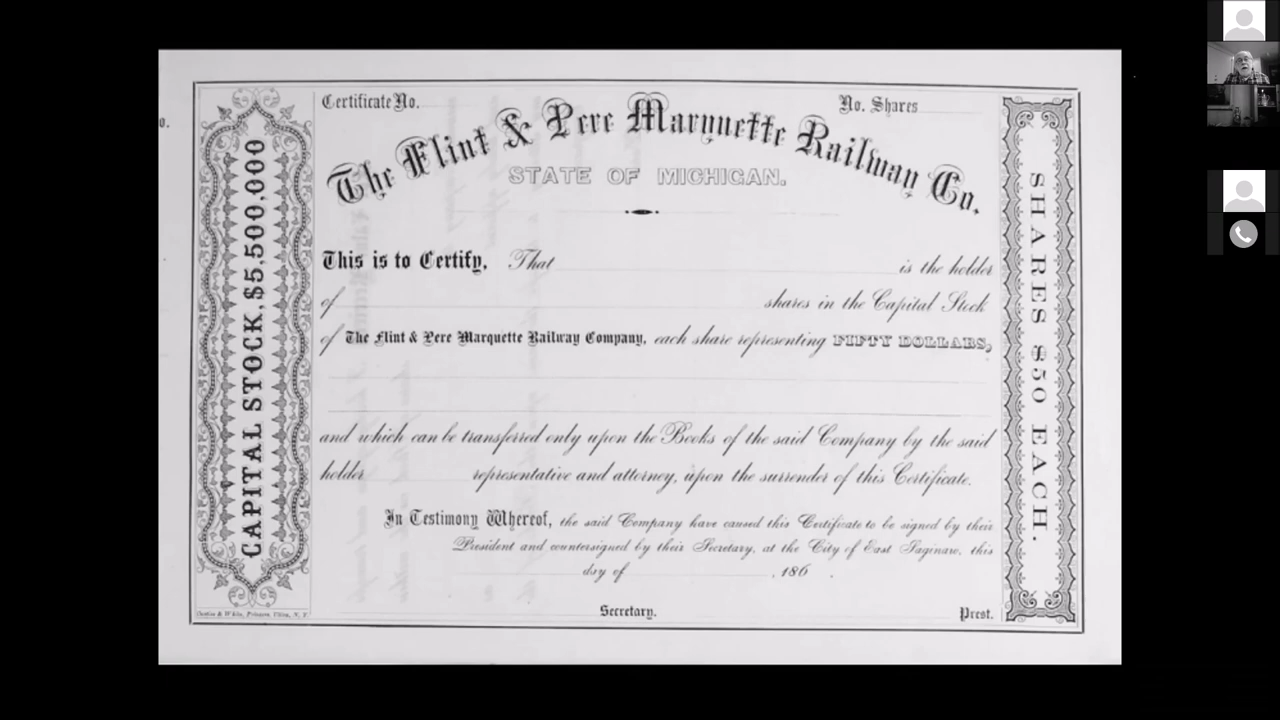 o.
Certificate No.
No. Shares
The Flint & Pere Marquette Railway Co.
STATE OF MICHIGAN.
CAPITAL STOCK, $5,500,000
SHARES $50 EACH.
This is to Certify, That is the holder
of shares in the Capital Stock
of The Flint & Pere Marquette Railway Company, each share representing FIFTY DOLLARS,
and which can be transferred only upon the Books of the said Company by the said
holder representative and attorney, upon the surrender of this Certificate.
In Testimony Whereof, the said Company have caused this Certificate to be signed by their
President and countersigned by their Secretary, at the City of East Saginaw, this
day of , 186 .
Secretary.
Prest.
Curtiss & White, Printers, Utica, N. Y.